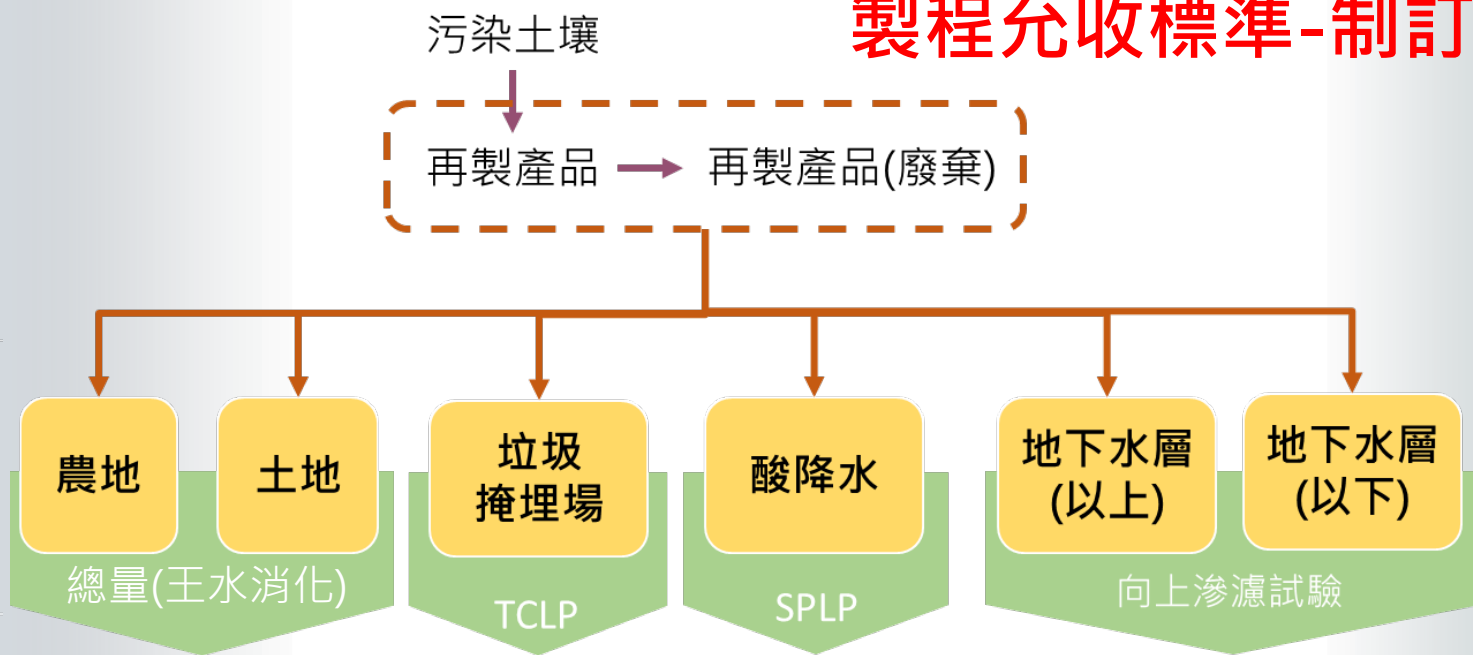 製程允收標準-制訂
污染土壤
再製產品
再製產品(廢棄)
農地
土地
垃圾
掩埋場
酸降水
地下水層
(以上)
地下水層
(以下)
總量(王水消化)
TCLP
SPLP
向上滲濾試驗